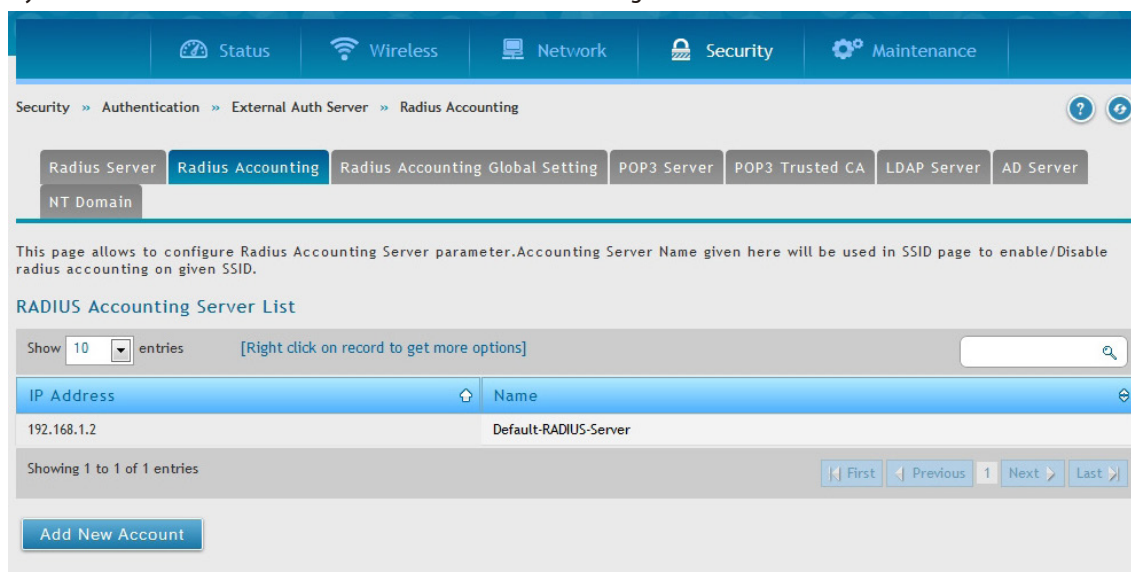 Status Wireless Network Security Maintenance
Security » Authentication » External Auth Server » Radius Accounting
Radius Server Radius Accounting Radius Accounting Global Setting POP3 Server POP3 Trusted CA LDAP Server AD Server
NT Domain
This page allows to configure Radius Accounting Server parameter.Accounting Server Name given here will be used in SSID page to enable/Disable
radius accounting on given SSID.
RADIUS Accounting Server List
Show 10 entries [Right click on record to get more options]
IP Address Name
192.168.1.2 Default-RADIUS-Server
Showing 1 to 1 of 1 entries First Previous 1 Next Last
Add New Account